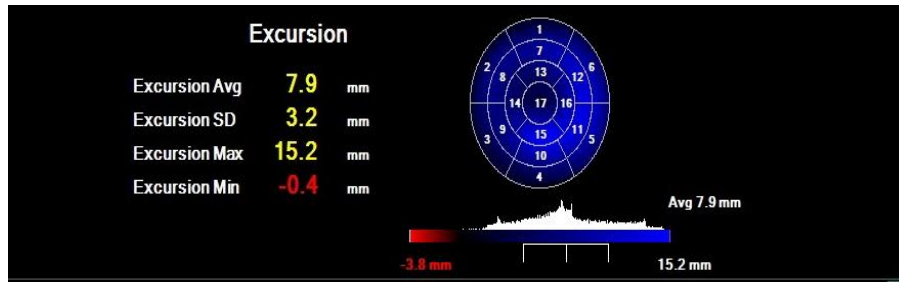 Excursion
Excursion Avg 7.9 mm
Excursion SD 3.2 mm
Excursion Max 15.2 mm
Excursion Min -0.4 mm
1
2 7 6
8 13 12
14 17 16
3 9 15 11 5
10
4
Avg 7.9 mm
-3.8 mm 15.2 mm